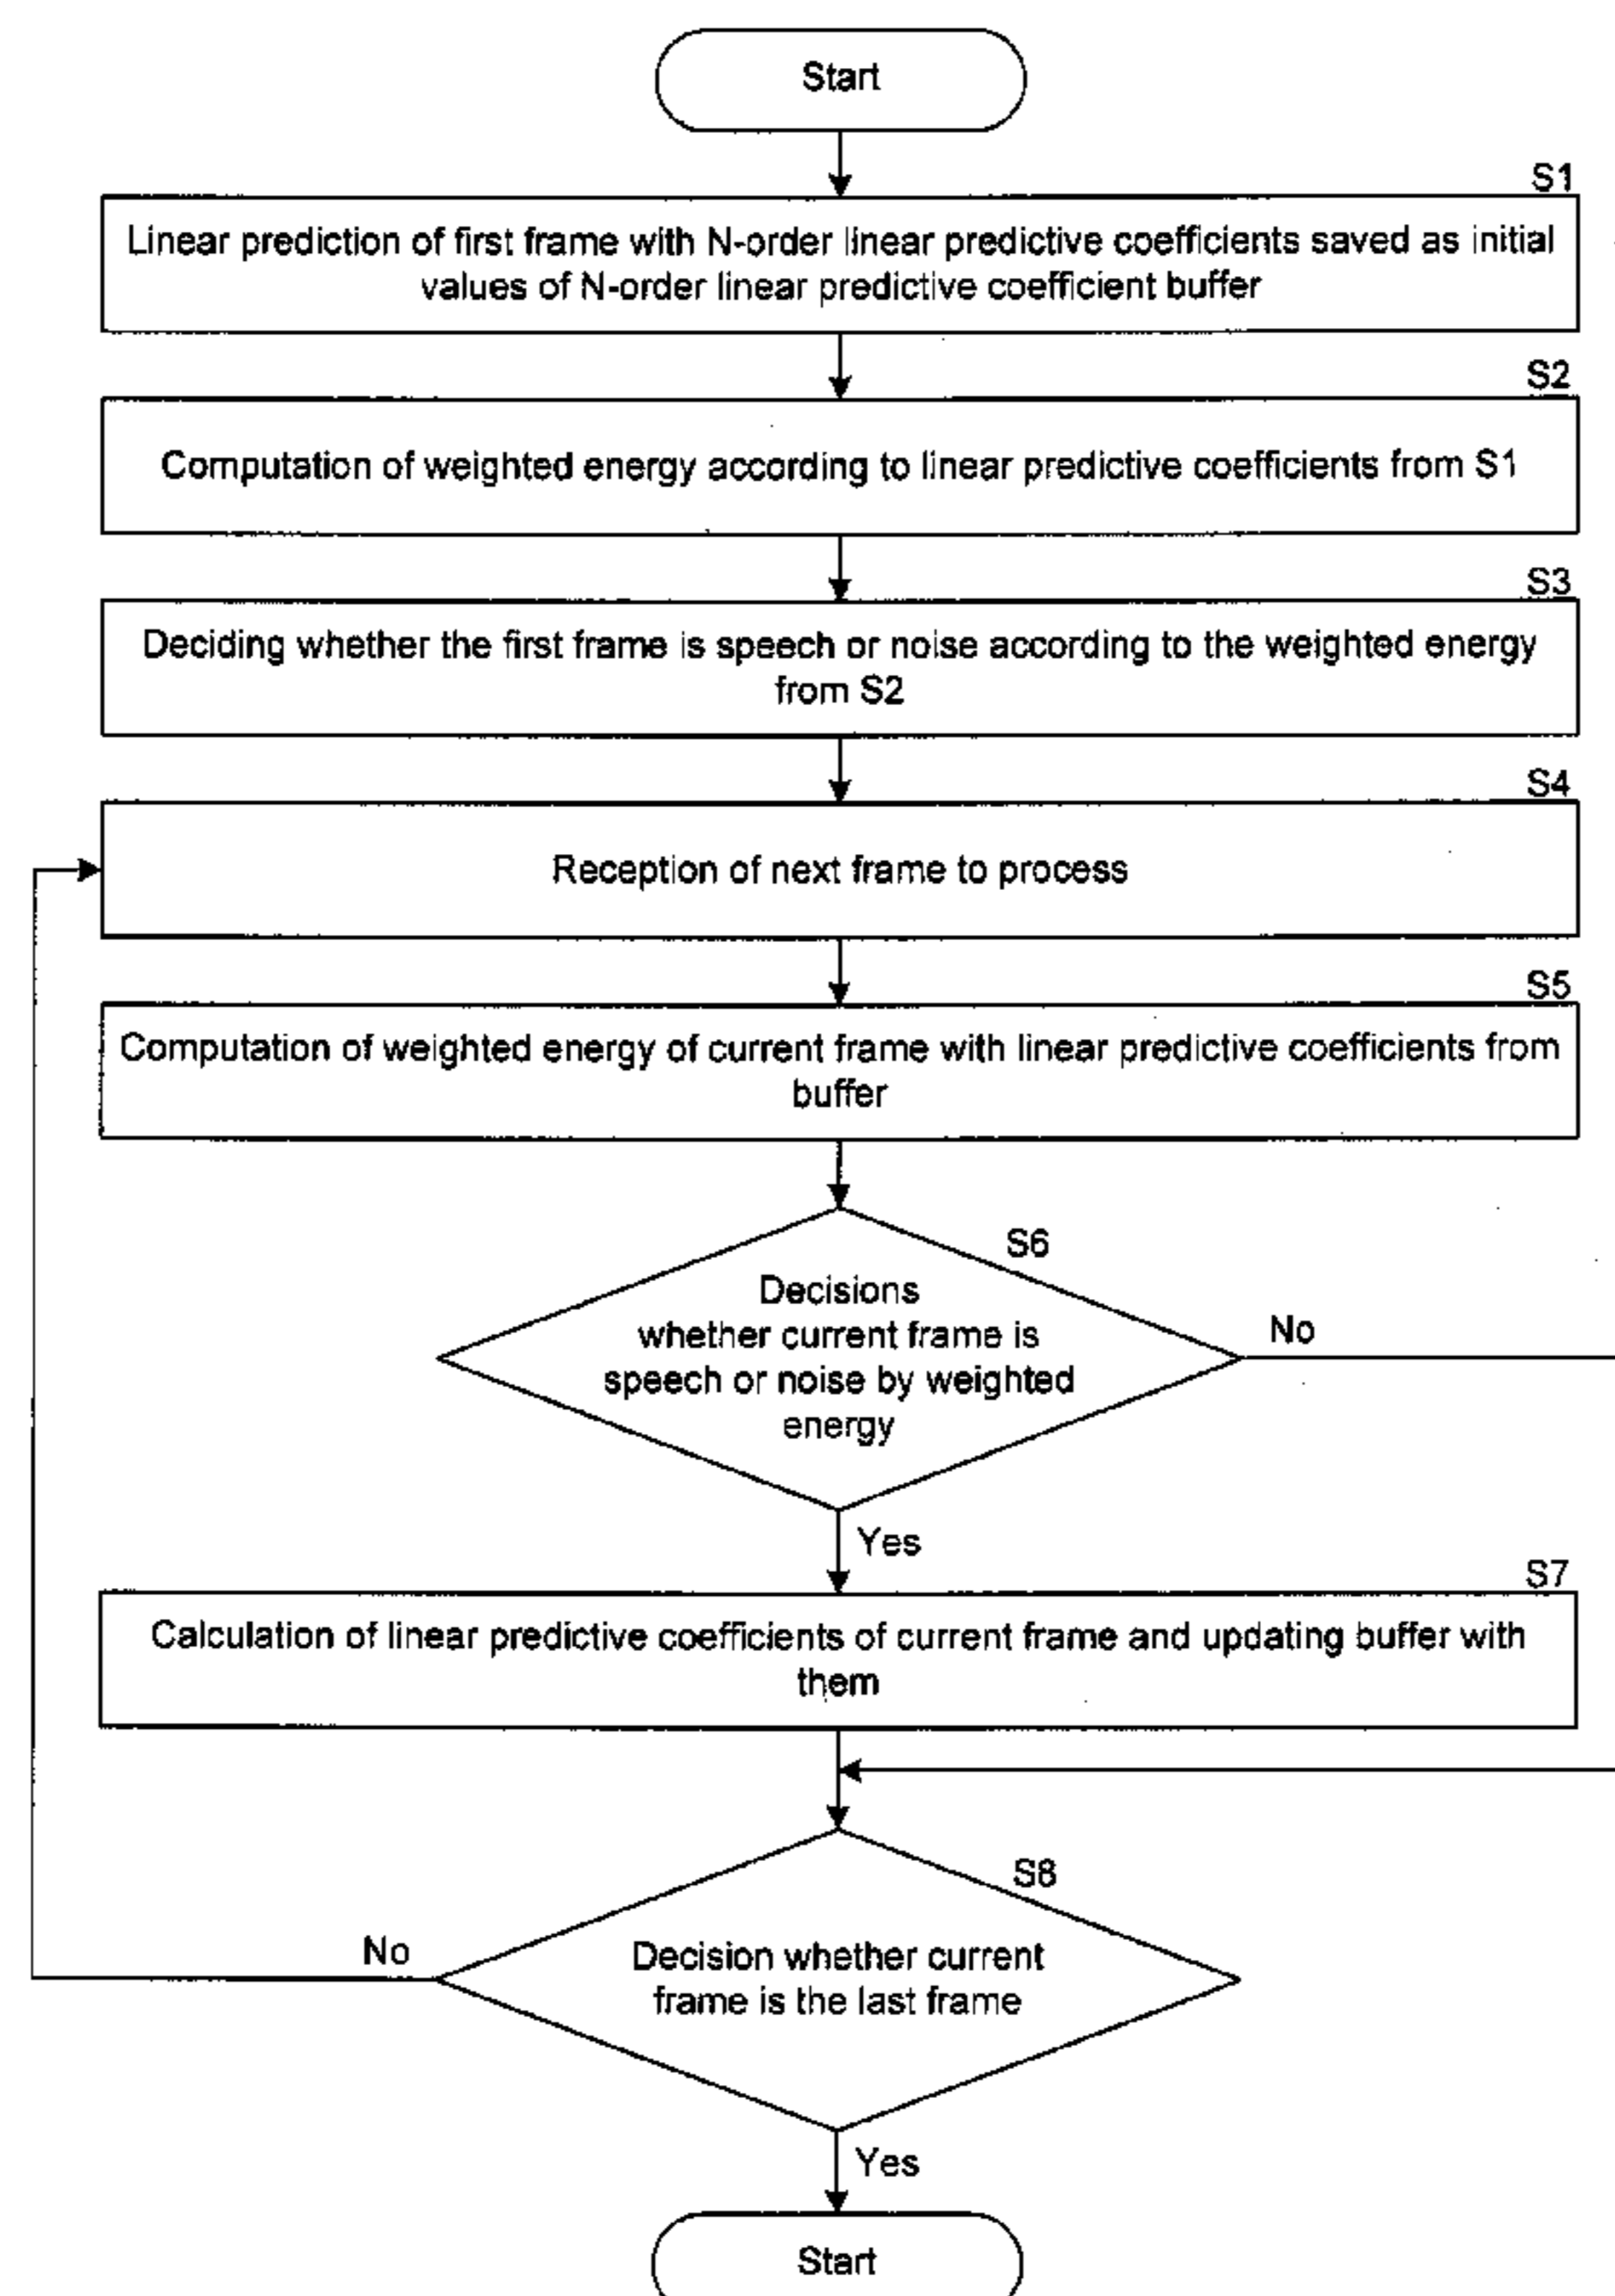 Start
S1
Linear prediction of first frame with N-order linear predictive coefficients saved as initial
values of N-order linear predictive coefficient buffer
S2
Computation of weighted energy according to linear predictive coefficients from S1
S3
Deciding whether the first frame is speech or noise according to the weighted energy
from S2
S4
Reception of next frame to process
S5
Computation of weighted energy of current frame with linear predictive coefficients from
buffer
S6
Decisions
whether current frame is
speech or noise by weighted
energy
No
Yes
S7
Calculation of linear predictive coefficients of current frame and updating buffer with
them
S8
Decision whether current
frame is the last frame
No
Yes
Start